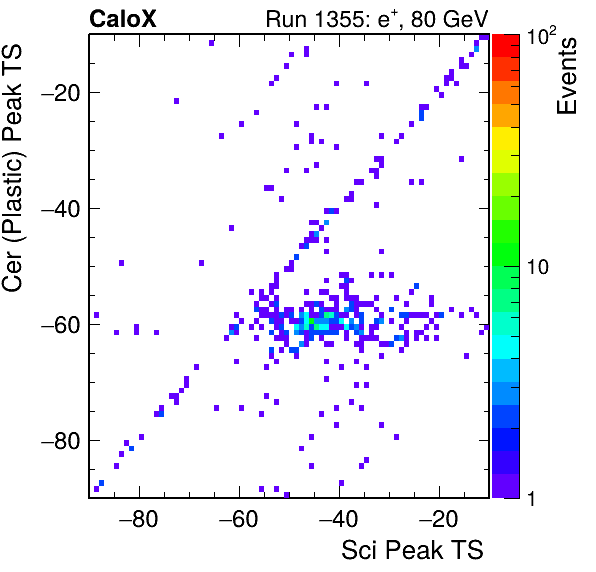 CaloX Run 1355: e⁺, 80 GeV
Cer (Plastic) Peak TS
−20
−40
−60
−80
−80 −60 −40 −20
Sci Peak TS
10²
10
1
Events